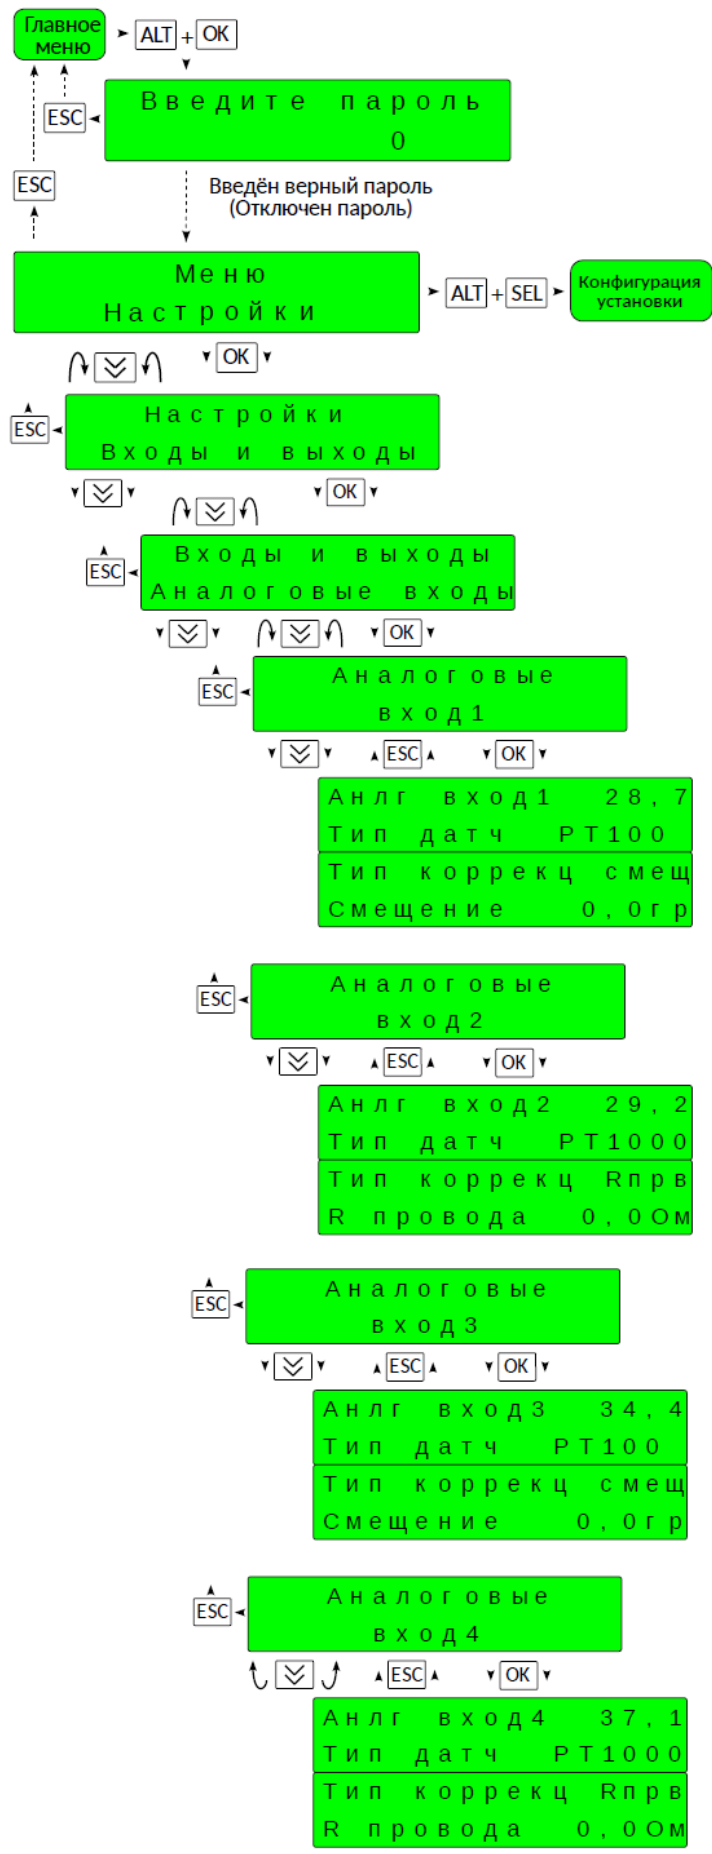 Главное
меню
ALT + OK
Введите пароль
ESC
0
ESC
Введён верный пароль
(Отключен пароль)
Меню
Настройки
ALT + SEL
Конфигурация
установки
OK
Настройки
ESC
Входы и выходы
OK
Входы и выходы
ESC
Аналоговые входы
OK
Аналоговые
ESC
вход1
ESC OK
Анлг вход1 28,7
Тип датч PT100
Тип коррекц смещ
Смещение 0,0гр
Аналоговые
ESC
вход2
ESC OK
Анлг вход2 29,2
Тип датч PT1000
Тип коррекц Rпрв
R провода 0,0Ом
Аналоговые
ESC
вход3
ESC OK
Анлг вход3 34,4
Тип датч PT100
Тип коррекц смещ
Смещение 0,0гр
Аналоговые
ESC
вход4
ESC OK
Анлг вход4 37,1
Тип датч PT1000
Тип коррекц Rпрв
R провода 0,0Ом